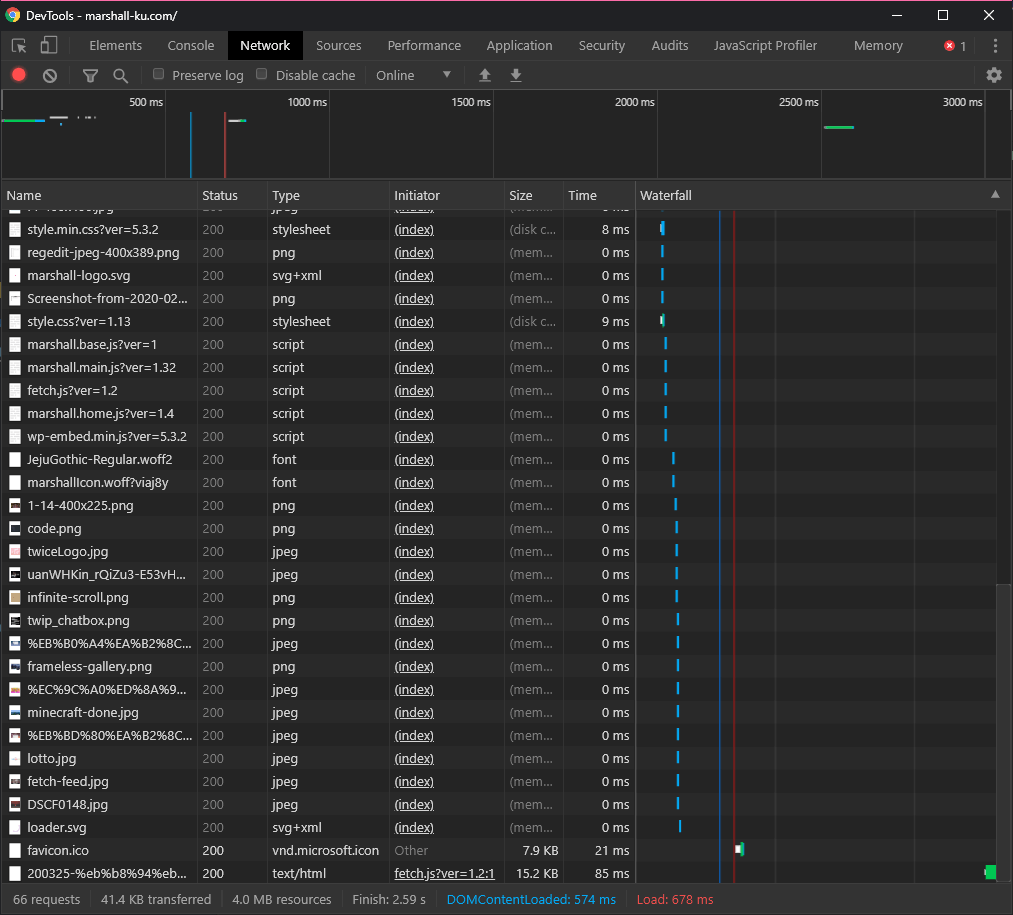 DevTools - marshall-ku.com/
Elements Console Network Sources Performance Application Security Audits JavaScript Profiler Memory 1
Preserve log Disable cache Online
500 ms 1000 ms 1500 ms 2000 ms 2500 ms 3000 ms
Name Status Type Initiator Size Time Waterfall
style.min.css?ver=5.3.2 200 stylesheet (index) (disk c... 8 ms
regedit-jpeg-400x389.png 200 png (index) (mem... 0 ms
marshall-logo.svg 200 svg+xml (index) (mem... 0 ms
Screenshot-from-2020-02... 200 png (index) (mem... 0 ms
style.css?ver=1.13 200 stylesheet (index) (disk c... 9 ms
marshall.base.js?ver=1 200 script (index) (mem... 0 ms
marshall.main.js?ver=1.32 200 script (index) (mem... 0 ms
fetch.js?ver=1.2 200 script (index) (mem... 0 ms
marshall.home.js?ver=1.4 200 script (index) (mem... 0 ms
wp-embed.min.js?ver=5.3.2 200 script (index) (mem... 0 ms
JejuGothic-Regular.woff2 200 font (index) (mem... 0 ms
marshallIcon.woff?viaj8y 200 font (index) (mem... 0 ms
1-14-400x225.png 200 png (index) (mem... 0 ms
code.png 200 png (index) (mem... 0 ms
twiceLogo.jpg 200 jpeg (index) (mem... 0 ms
uanWHKin_rQiZu3-E53vH... 200 jpeg (index) (mem... 0 ms
infinite-scroll.png 200 png (index) (mem... 0 ms
twip_chatbox.png 200 png (index) (mem... 0 ms
%EB%B0%A4%EA%B2%8C... 200 jpeg (index) (mem... 0 ms
frameless-gallery.png 200 png (index) (mem... 0 ms
%EC%9C%A0%ED%8A%9... 200 jpeg (index) (mem... 0 ms
minecraft-done.jpg 200 jpeg (index) (mem... 0 ms
%EB%BD%80%EA%B2%8C... 200 jpeg (index) (mem... 0 ms
lotto.jpg 200 jpeg (index) (mem... 0 ms
fetch-feed.jpg 200 jpeg (index) (mem... 0 ms
DSCF0148.jpg 200 jpeg (index) (mem... 0 ms
loader.svg 200 svg+xml (index) (mem... 0 ms
favicon.ico 200 vnd.microsoft.icon Other 7.9 KB 21 ms
200325-%eb%b8%94%eb... 200 text/html fetch.js?ver=1.2:1 15.2 KB 85 ms
66 requests 41.4 KB transferred 4.0 MB resources Finish: 2.59 s DOMContentLoaded: 574 ms Load: 678 ms